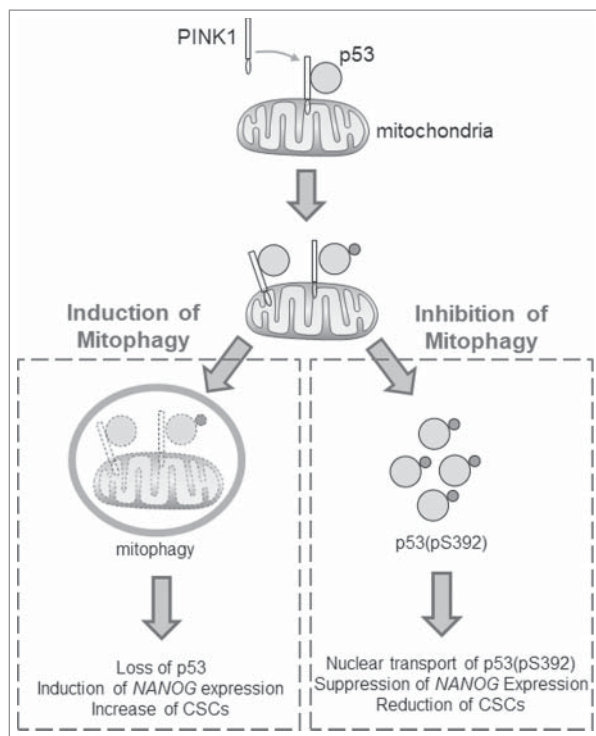 PINK1
p53
mitochondria
Induction of
Mitophagy
Inhibition of
Mitophagy
mitophagy
Loss of p53
Induction of NANOG expression
Increase of CSCs
p53(pS392)
Nuclear transport of p53(pS392)
Suppression of NANOG Expression
Reduction of CSCs